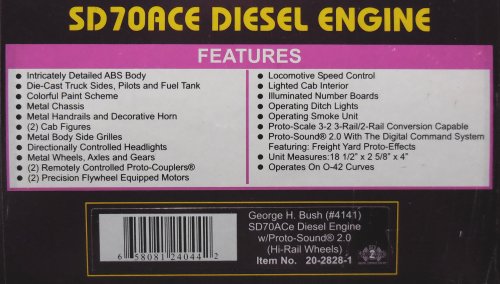 SD70ACE DIESEL ENGINE
FEATURES
• Intricately Detailed ABS Body
• Die-Cast Truck Sides, Pilots and Fuel Tank
• Colorful Paint Scheme
• Metal Chassis
• Metal Handrails and Decorative Horn
• (2) Cab Figures
• Metal Body Side Grilles
• Directionally Controlled Headlights
• Metal Wheels, Axles and Gears
• (2) Remotely Controlled Proto-Couplers®
• (2) Precision Flywheel Equipped Motors
• Locomotive Speed Control
• Lighted Cab Interior
• Illuminated Number Boards
• Operating Ditch Lights
• Operating Smoke Unit
• Proto-Scale 3-2 3-Rail/2-Rail Conversion Capable
• Proto-Sound® 2.0 With The Digital Command System
Featuring: Freight Yard Proto-Effects
• Unit Measures:18 1/2" x 2 5/8" x 4"
• Operates On O-42 Curves
George H. Bush (#4141)
SD70ACe Diesel Engine
w/Proto-Sound® 2.0
(Hi-Rail Wheels)
Item No. 20-2828-1
6 58081 24044 2